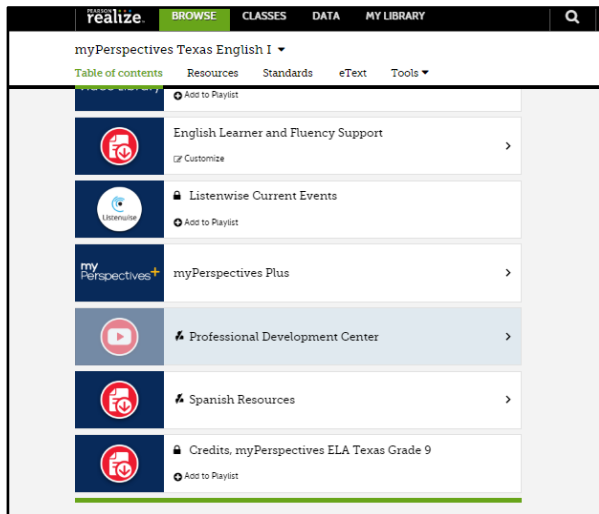 PEARSON
realize.
BROWSE CLASSES DATA MY LIBRARY
myPerspectives Texas English I
Table of contents Resources Standards eText Tools
Add to Playlist
English Learner and Fluency Support
Customize
Listenwise
Listenwise Current Events
Add to Playlist
my
Perspectives+
myPerspectives Plus
Professional Development Center
Spanish Resources
Credits, myPerspectives ELA Texas Grade 9
Add to Playlist